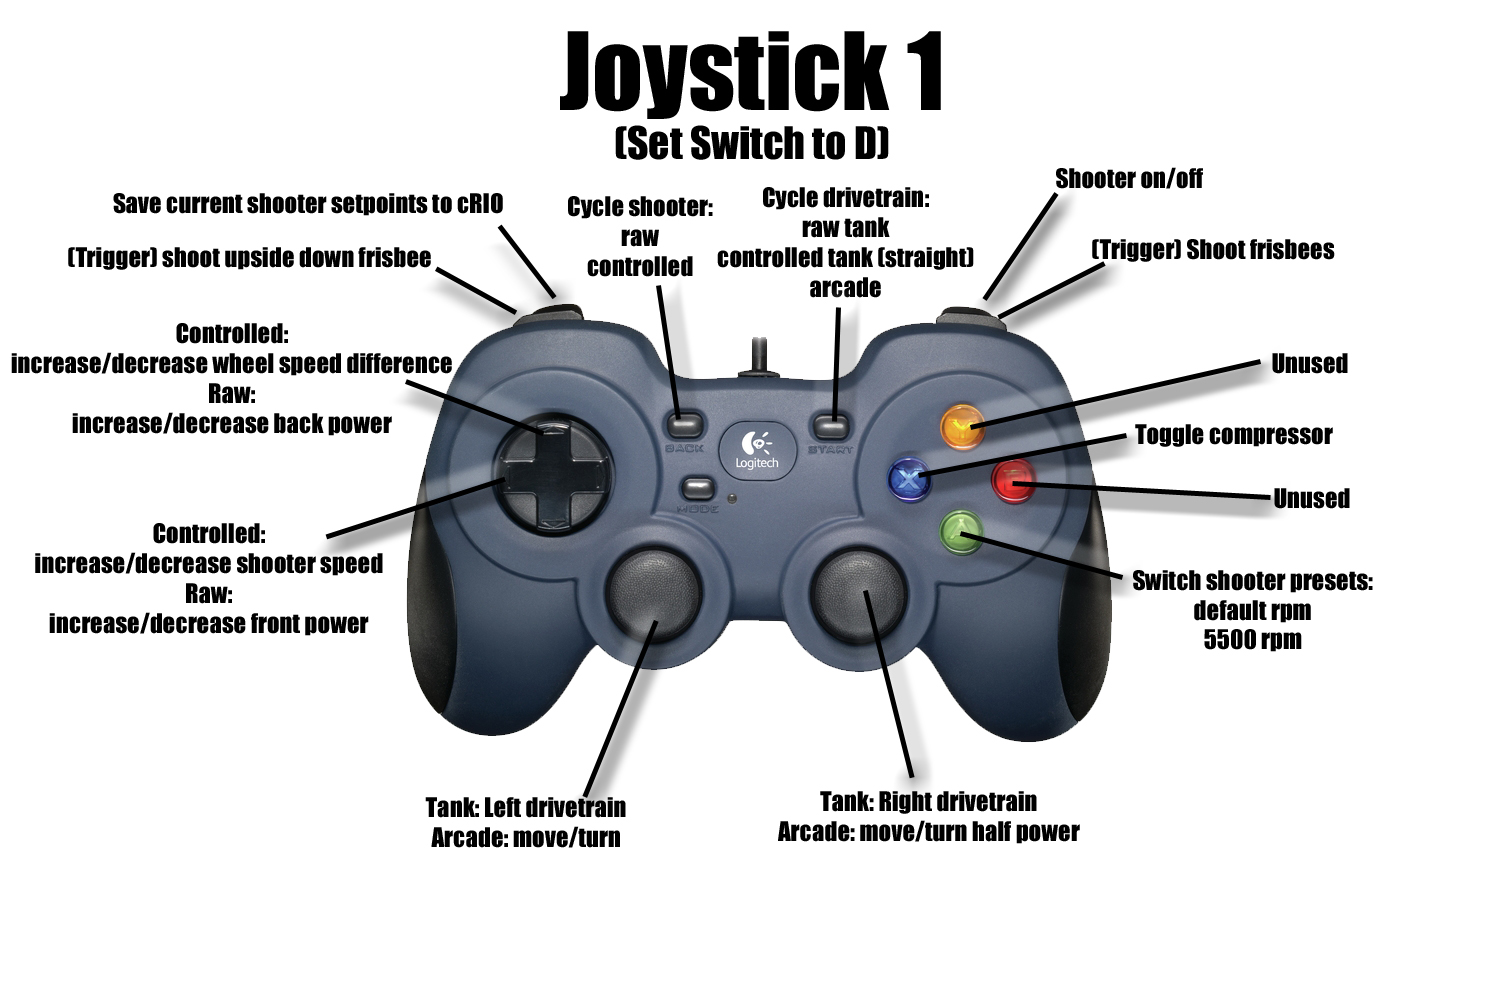 Joystick 1
(Set Switch to D)
Save current shooter setpoints to cRIO
(Trigger) shoot upside down frisbee
Cycle shooter:
raw
controlled
Cycle drivetrain:
raw tank
controlled tank (straight)
arcade
Shooter on/off
(Trigger) Shoot frisbees
Controlled:
increase/decrease wheel speed difference
Raw:
increase/decrease back power
Controlled:
increase/decrease shooter speed
Raw:
increase/decrease front power
BACK
START
Logitech
MODE
Y
X
B
A
Unused
Toggle compressor
Unused
Switch shooter presets:
default rpm
5500 rpm
Tank: Left drivetrain
Arcade: move/turn
Tank: Right drivetrain
Arcade: move/turn half power